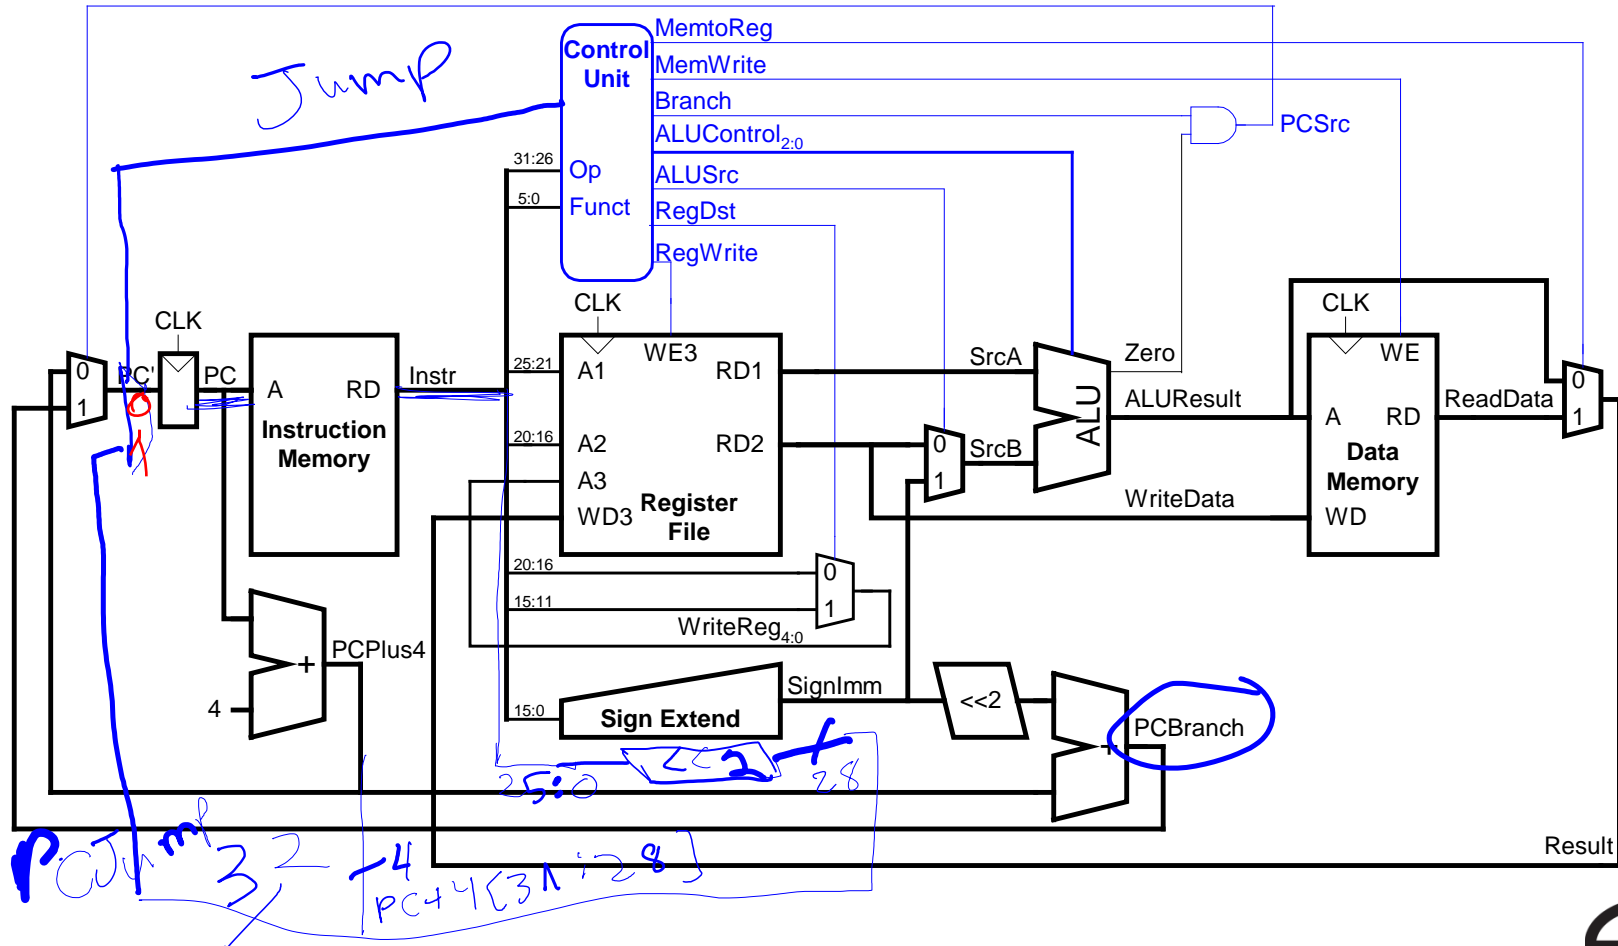 MemtoReg
Control Unit
MemWrite
Branch
ALUControl2:0
PCSrc
Jump
31:26
Op
ALUSrc
5:0
Funct
RegDst
RegWrite
CLK
CLK
CLK
0
1
PC'
0
1
PC
A
RD
Instr
Instruction Memory
25:21
A1
WE3
RD1
SrcA
Zero
ALU
ALUResult
WE
0
1
ReadData
A
RD
Data Memory
20:16
A2
RD2
0
1
SrcB
A3
WD3
Register File
WriteData
WD
20:16
0
15:11
1
WriteReg4:0
PCPlus4
+
4
15:0
Sign Extend
SignImm
<<2
+
PCBranch
25:0
<<2
28
PCJump
32
4
PC+4[31:28]
Result